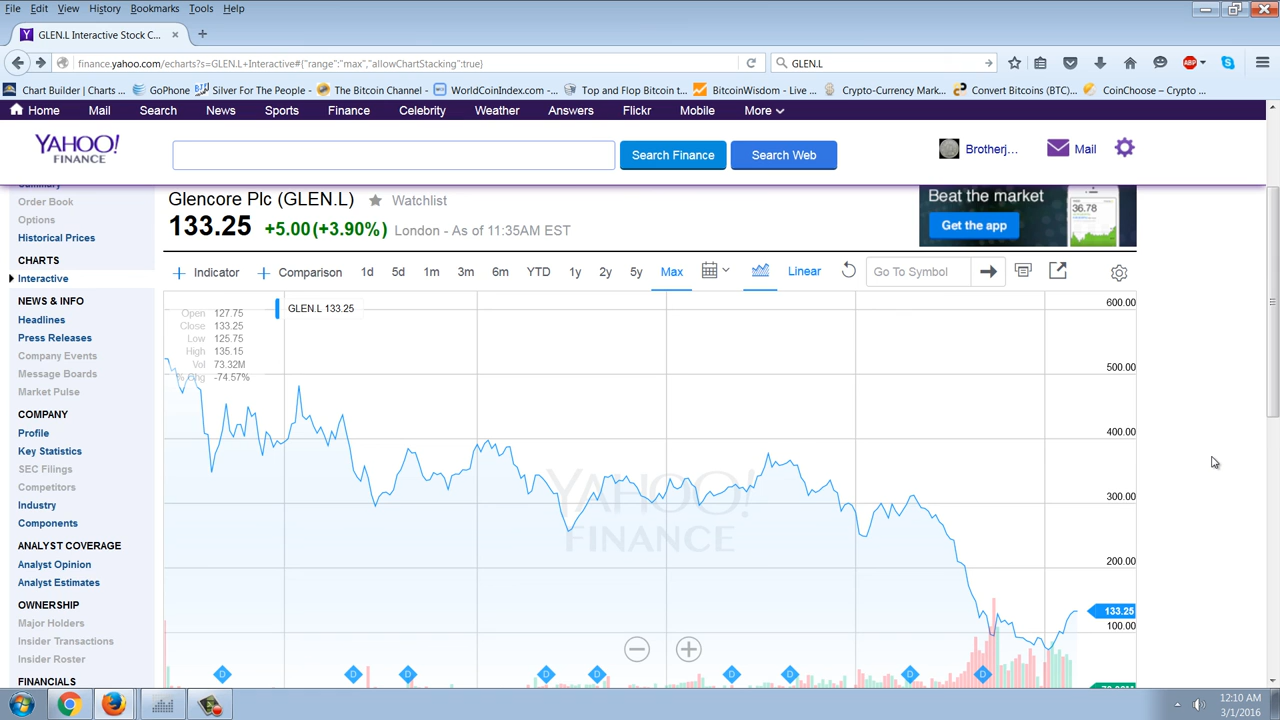 File Edit View History Bookmarks Tools Help
GLEN.L Interactive Stock C... × +
finance.yahoo.com/echarts?s=GLEN.L+Interactive#{"range":"max","allowChartStacking":true}
GLEN.L
ABP
Chart Builder | Charts ... GoPhone Silver For The People - The Bitcoin Channel - WorldCoinIndex.com -... Top and Flop Bitcoin t... BitcoinWisdom - Live ... Crypto-Currency Mark... Convert Bitcoins (BTC)... CoinChoose – Crypto ...
Home Mail Search News Sports Finance Celebrity Weather Answers Flickr Mobile More
YAHOO!
FINANCE
Search Finance Search Web
Brotherj... Mail
Summary
Order Book
Options
Historical Prices
CHARTS
Interactive
NEWS & INFO
Headlines
Press Releases
Company Events
Message Boards
Market Pulse
COMPANY
Profile
Key Statistics
SEC Filings
Competitors
Industry
Components
ANALYST COVERAGE
Analyst Opinion
Analyst Estimates
OWNERSHIP
Major Holders
Insider Transactions
Insider Roster
FINANCIALS
Glencore Plc (GLEN.L) Watchlist
133.25 +5.00(+3.90%) London - As of 11:35AM EST
Beat the market
Get the app
36.78
Indicator Comparison 1d 5d 1m 3m 6m YTD 1y 2y 5y Max Linear Go To Symbol
Open 127.75
Close 133.25
Low 125.75
High 135.15
Vol 73.32M
% Chg -74.57%
GLEN.L 133.25
600.00
500.00
400.00
300.00
200.00
133.25
100.00
YAHOO!
FINANCE
D D D D D D D D D
12:10 AM
3/1/2016